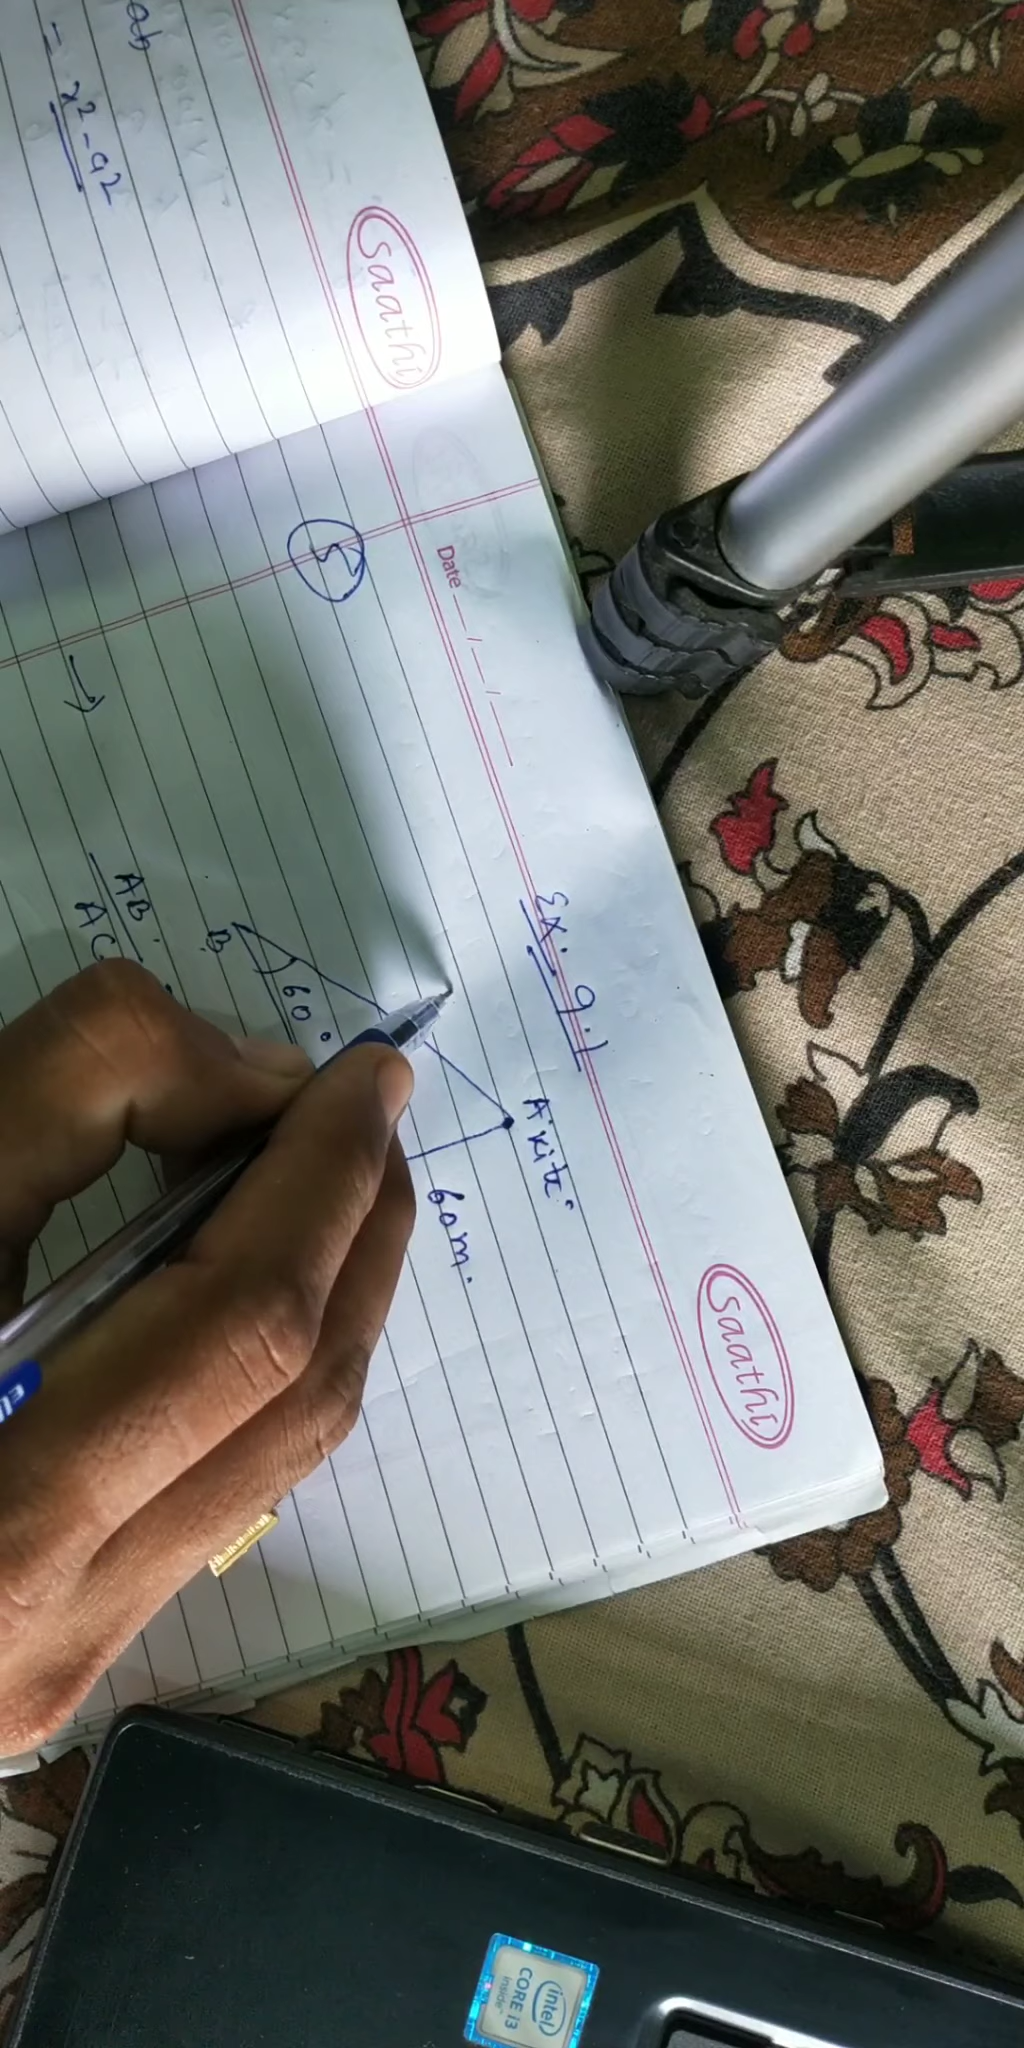 ab
= x² - a²
saathi
saathi
Date
Ex. 9.1
5
A "kite"
60m.
60°
B
→ AB
AC
intel
CORE i3
inside